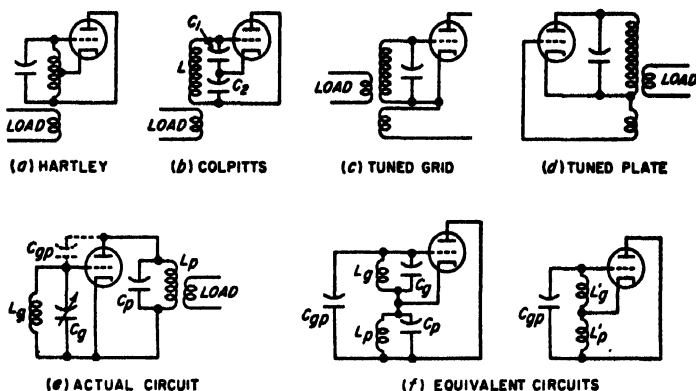 C1
L
C2
LOAD
LOAD
LOAD
LOAD
(a) HARTLEY
(b) COLPITTS
(c) TUNED GRID
(d) TUNED PLATE
Cgp
Lg
Cg
Cp
Lp
LOAD
Cgp
Lg
Cg
Lp
Cp
Cgp
L'g
L'p
(e) ACTUAL CIRCUIT
(f) EQUIVALENT CIRCUITS